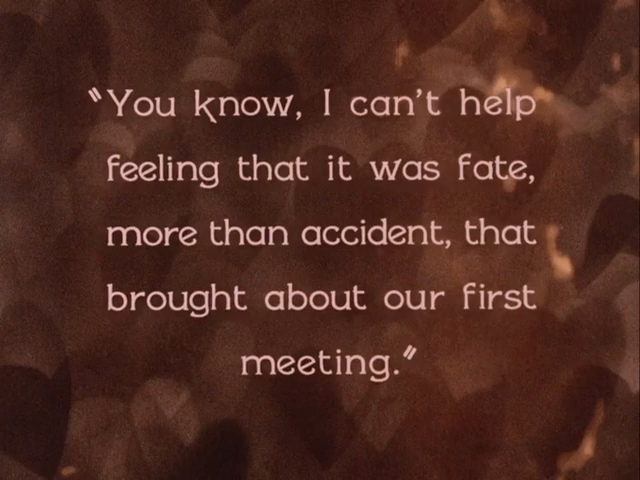 “You know, I can't help
feeling that it was fate,
more than accident, that
brought about our first
meeting.”